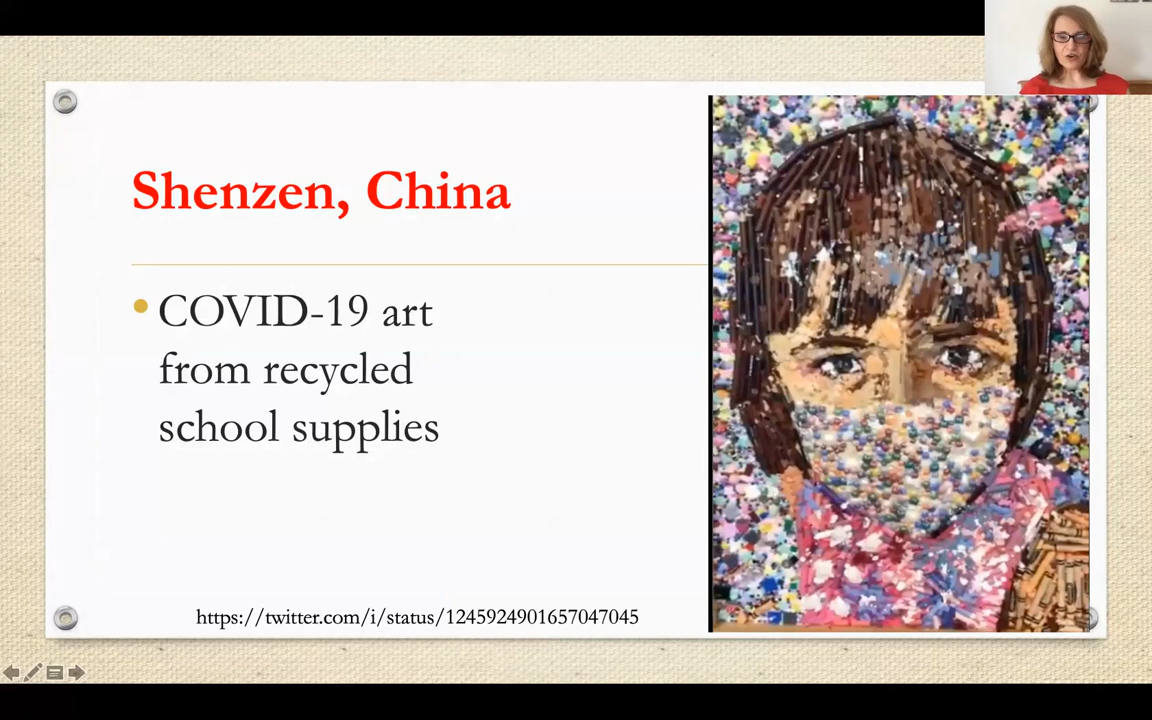 Shenzen, China
COVID-19 art
from recycled
school supplies
https://twitter.com/i/status/1245924901657047045